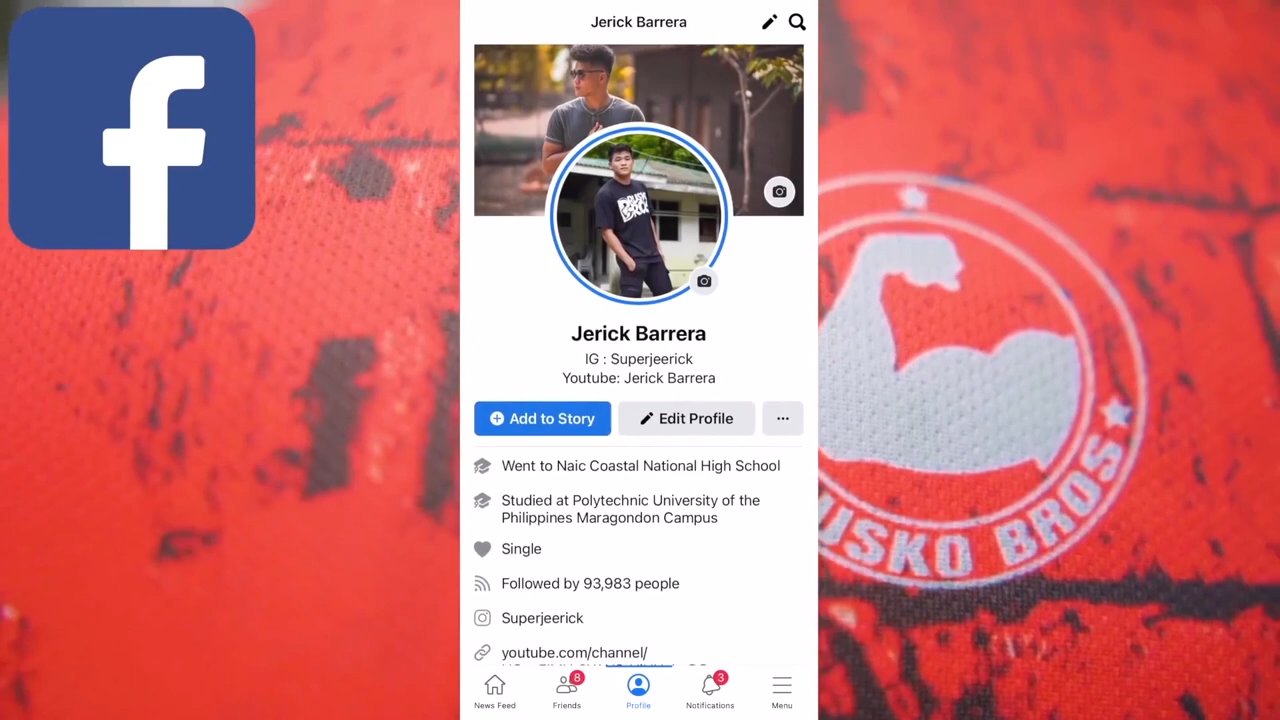 Jerick Barrera
Jerick Barrera
IG : Superjeerick
Youtube: Jerick Barrera
Add to Story
Edit Profile
Went to Naic Coastal National High School
Studied at Polytechnic University of the
Philippines Maragondon Campus
Single
Followed by 93,983 people
Superjeerick
youtube.com/channel/
8
3
News Feed
Friends
Profile
Notifications
Menu
USKO BROS